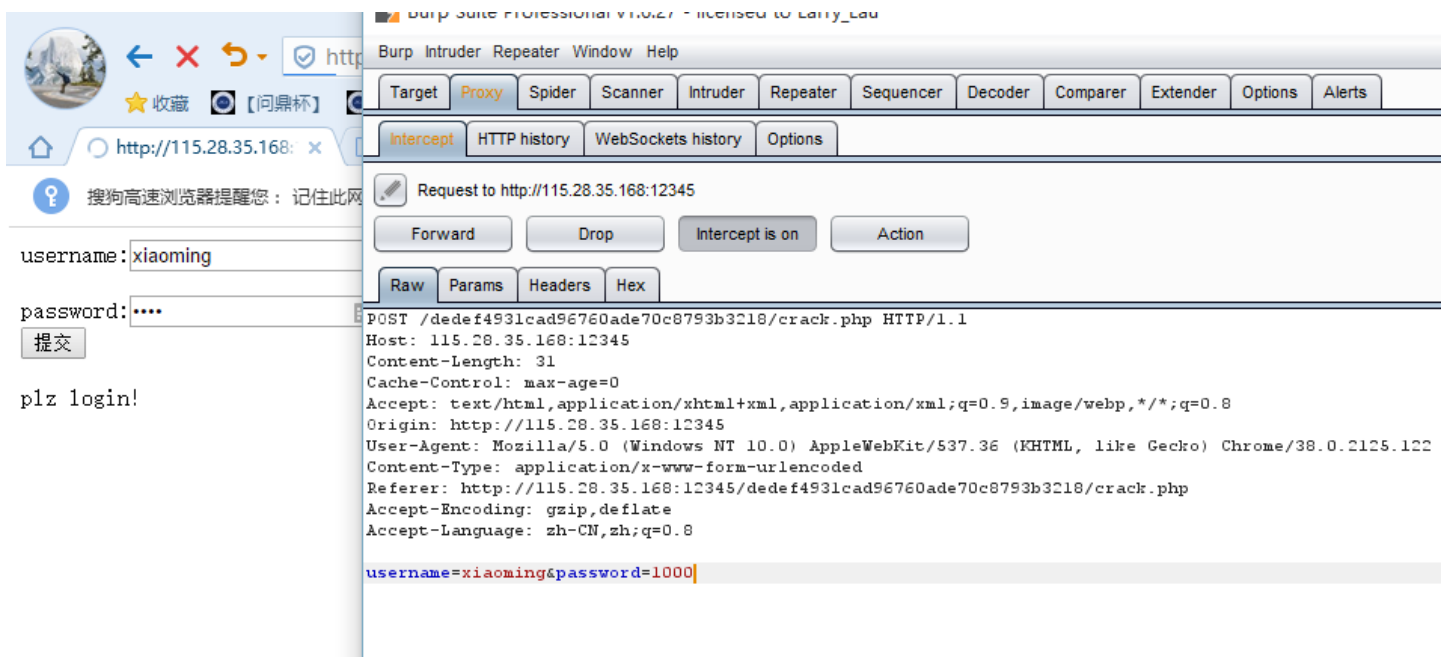 Burp Suite Professional v1.6.27 - licensed to Larry_Lau
http
收藏 【问鼎杯】
http://115.28.35.168:
搜狗高速浏览器提醒您： 记住此网
username:xiaoming
password:••••
提交
plz login!
Burp Intruder Repeater Window Help
Target Proxy Spider Scanner Intruder Repeater Sequencer Decoder Comparer Extender Options Alerts
Intercept HTTP history WebSockets history Options
Request to http://115.28.35.168:12345
Forward Drop Intercept is on Action
Raw Params Headers Hex
POST /dedef4931cad96760ade70c8793b3218/crack.php HTTP/1.1
Host: 115.28.35.168:12345
Content-Length: 31
Cache-Control: max-age=0
Accept: text/html,application/xhtml+xml,application/xml;q=0.9,image/webp,*/*;q=0.8
Origin: http://115.28.35.168:12345
User-Agent: Mozilla/5.0 (Windows NT 10.0) AppleWebKit/537.36 (KHTML, like Gecko) Chrome/38.0.2125.122
Content-Type: application/x-www-form-urlencoded
Referer: http://115.28.35.168:12345/dedef4931cad96760ade70c8793b3218/crack.php
Accept-Encoding: gzip,deflate
Accept-Language: zh-CN,zh;q=0.8
username=xiaoming&password=1000